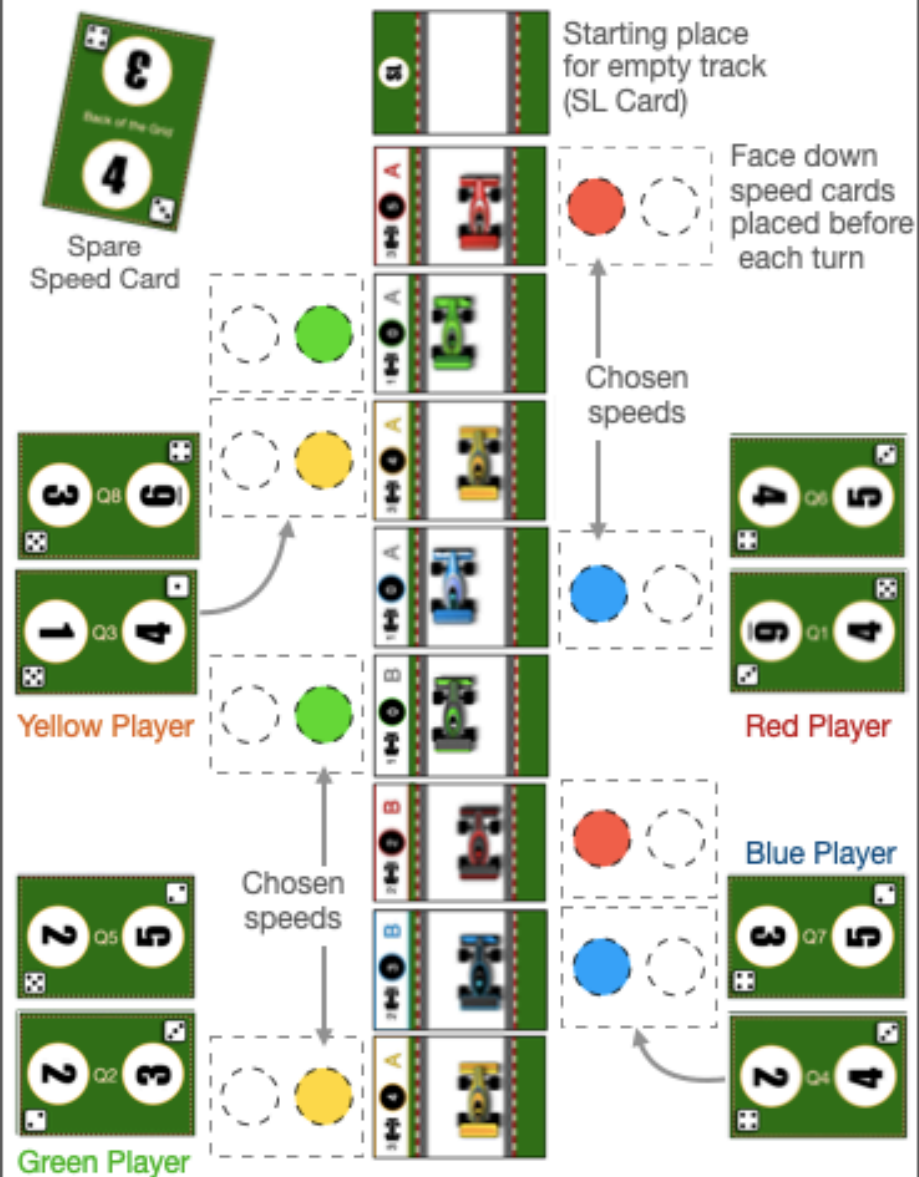 3
Back of the Grid
4
Spare
Speed Card
Starting place
for empty track
(SL Card)
Face down
speed cards
placed before
each turn
A
A
A 4
A
B
B 2
B
A 4
Chosen
speeds
3 Q8 6
1 Q3 4
Yellow Player
4 Q6 5
6 Q1 4
Red Player
Chosen
speeds
2 Q5 5
2 Q2 3
Green Player
Blue Player
3 Q7 5
2 Q4 4